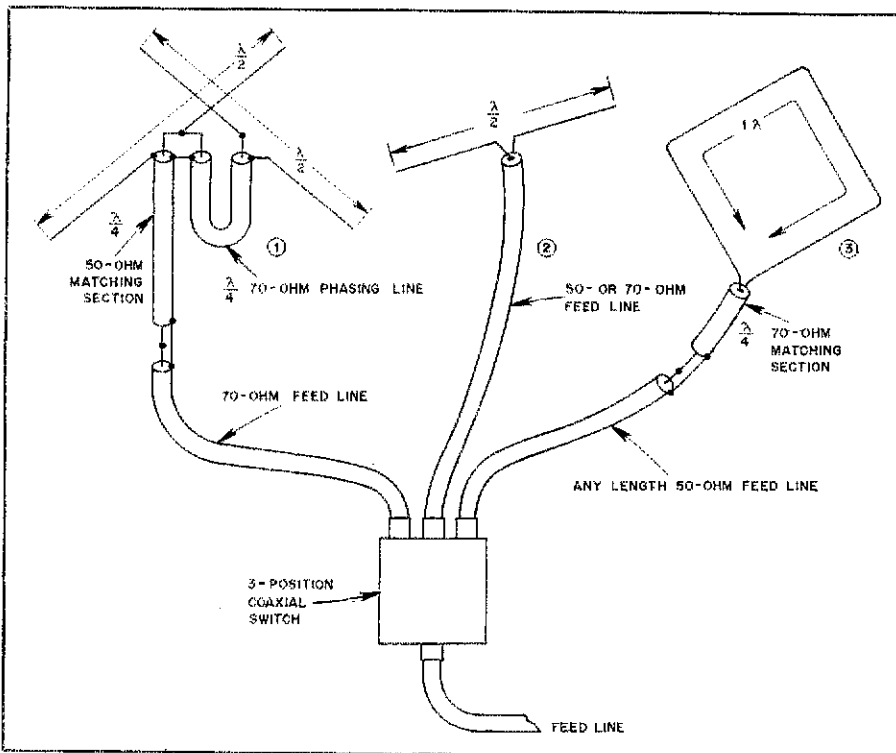 λ/2
λ/2
λ/4
50-OHM
MATCHING
SECTION
①
λ/4 70-OHM PHASING LINE
70-OHM FEED LINE
λ/2
②
50- OR 70-OHM
FEED LINE
1λ
③
λ/4
70-OHM
MATCHING
SECTION
ANY LENGTH 50-OHM FEED LINE
3-POSITION
COAXIAL
SWITCH
FEED LINE